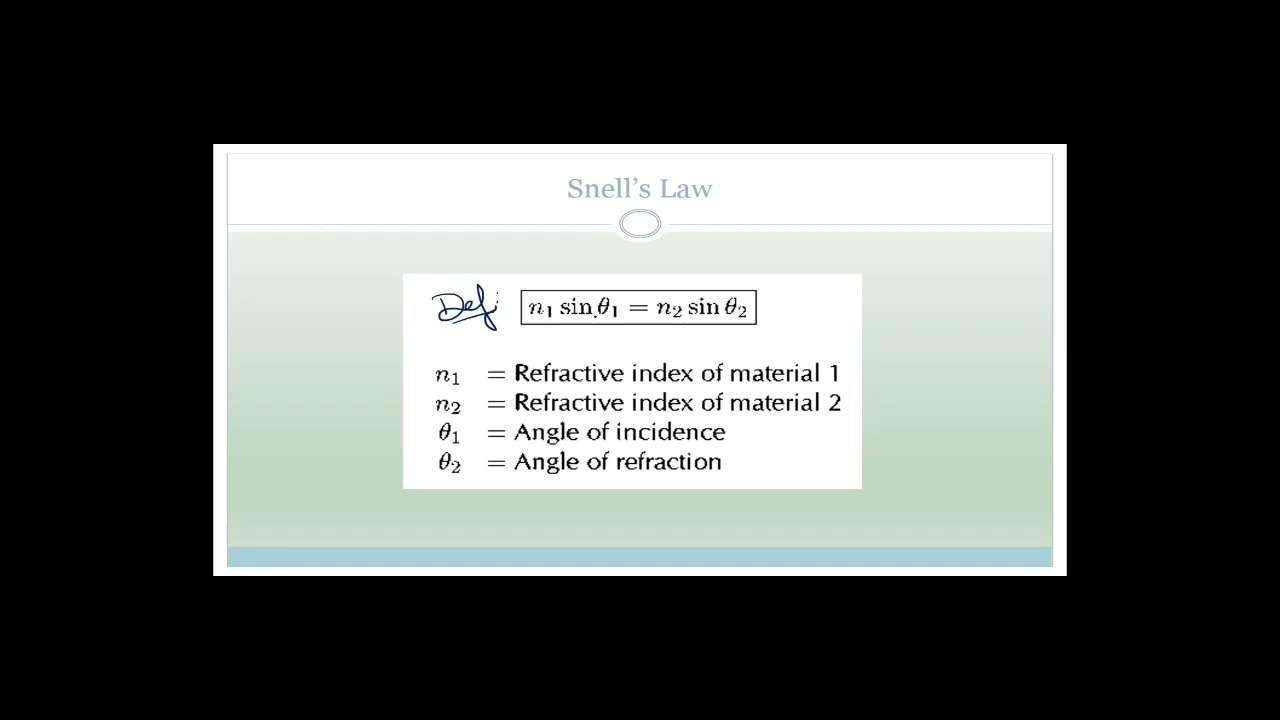 Snell's Law
Def: n₁ sin θ₁ = n₂ sin θ₂
n₁ = Refractive index of material 1
n₂ = Refractive index of material 2
θ₁ = Angle of incidence
θ₂ = Angle of refraction